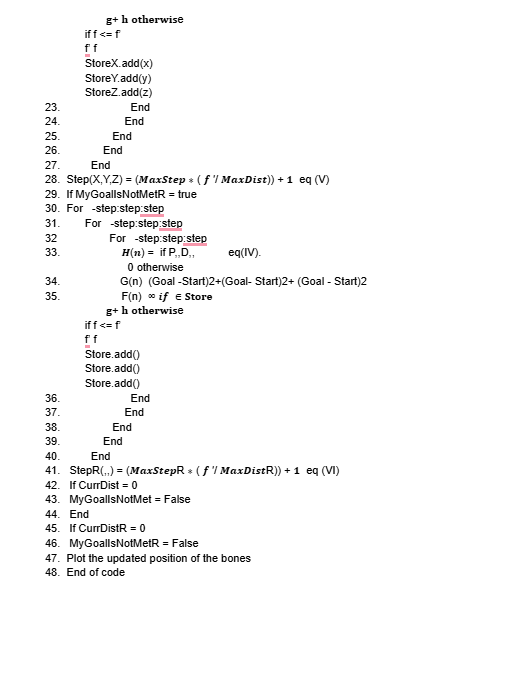 g+ h otherwise
if f <= f'
f' f
StoreX.add(x)
StoreY.add(y)
StoreZ.add(z)
23. End
24. End
25. End
26. End
27. End
28. Step(X,Y,Z) = (MaxStep * ( f '/ MaxDist)) + 1 eq (V)
29. If MyGoalIsNotMetR = true
30. For -step:step:step
31. For -step:step:step
32 For -step:step:step
33. H(n) = if P,,D,, eq(IV).
0 otherwise
34. G(n) (Goal -Start)2+(Goal- Start)2+ (Goal - Start)2
35. F(n) ∞ if ∈ Store
g+ h otherwise
if f <= f'
f' f
Store.add()
Store.add()
Store.add()
36. End
37. End
38. End
39. End
40. End
41. StepR(,,) = (MaxStepR * ( f '/ MaxDistR)) + 1 eq (VI)
42. If CurrDist = 0
43. MyGoalIsNotMet = False
44. End
45. If CurrDistR = 0
46. MyGoalIsNotMetR = False
47. Plot the updated position of the bones
48. End of code